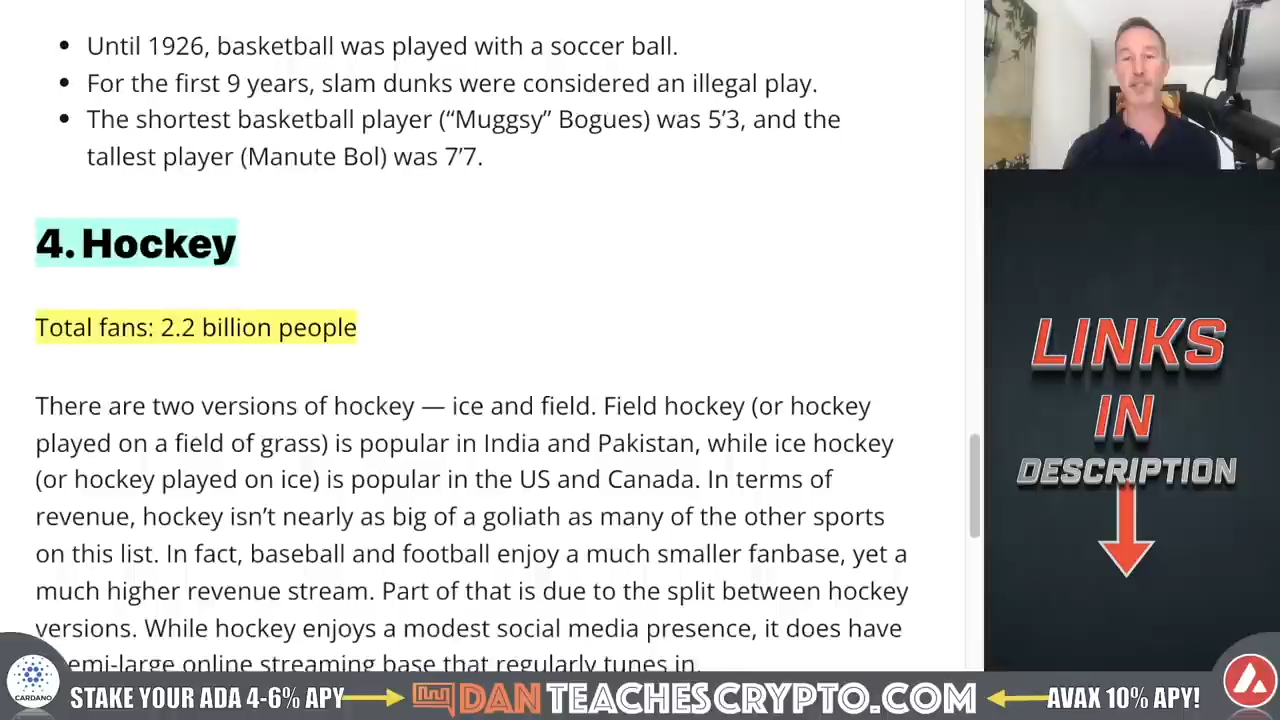 Until 1926, basketball was played with a soccer ball.
For the first 9 years, slam dunks were considered an illegal play.
The shortest basketball player (“Muggsy” Bogues) was 5’3, and the
tallest player (Manute Bol) was 7’7.
4. Hockey
Total fans: 2.2 billion people
There are two versions of hockey — ice and field. Field hockey (or hockey
played on a field of grass) is popular in India and Pakistan, while ice hockey
(or hockey played on ice) is popular in the US and Canada. In terms of
revenue, hockey isn’t nearly as big of a goliath as many of the other sports
on this list. In fact, baseball and football enjoy a much smaller fanbase, yet a
much higher revenue stream. Part of that is due to the split between hockey
versions. While hockey enjoys a modest social media presence, it does have
emi-large online streaming base that regularly tunes in.
LINKS
IN
DESCRIPTION
CARDANO
STAKE YOUR ADA 4-6% APY
DANTEACHESCRYPTO.COM
AVAX 10% APY!